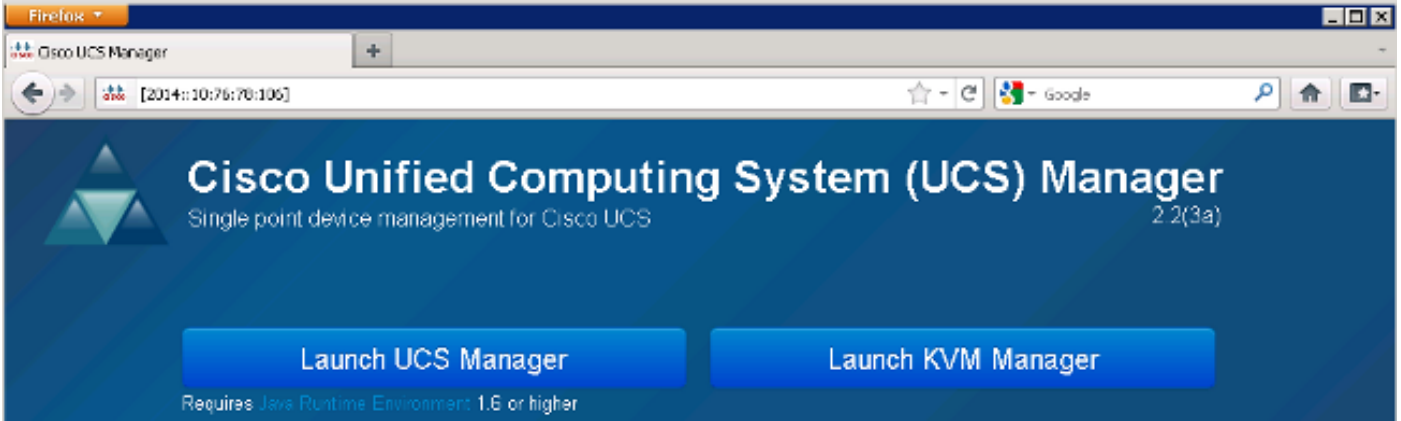 Firefox
Cisco UCS Manager
[2014::10:76:78:106]
Google
Cisco Unified Computing System (UCS) Manager
Single point device management for Cisco UCS
2.2(3a)
Launch UCS Manager
Launch KVM Manager
Requires Java Runtime Environment 1.6 or higher